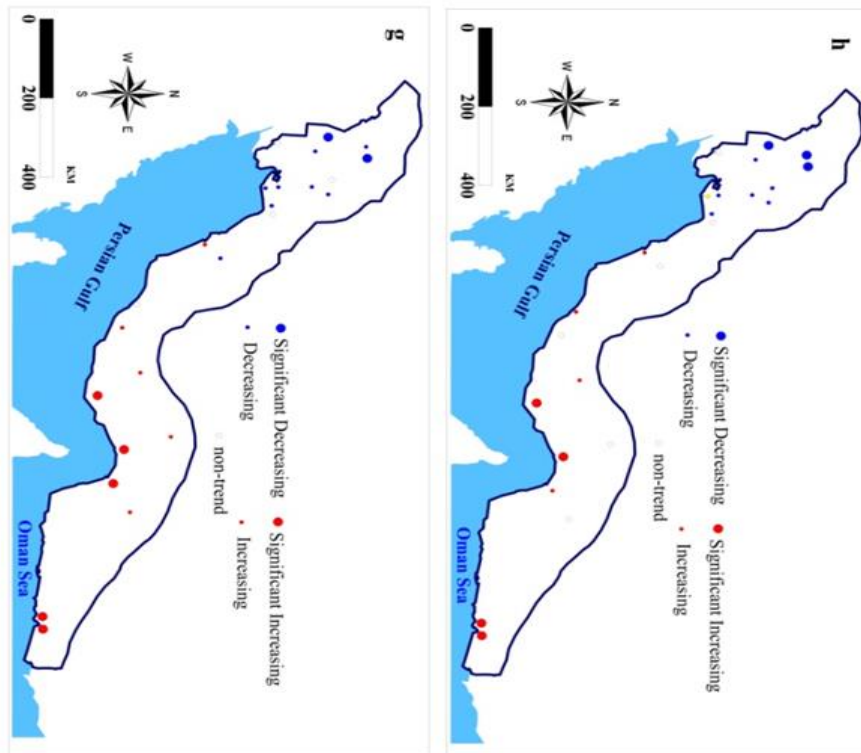 h
Significant Decreasing Significant Increasing
Decreasing Increasing
non-trend
N
W E
S
Persian Gulf
KM
Oman Sea
0 200 400
g
Significant Decreasing Significant Increasing
Decreasing Increasing
non-trend
N
W E
S
Persian Gulf
KM
Oman Sea
0 200 400